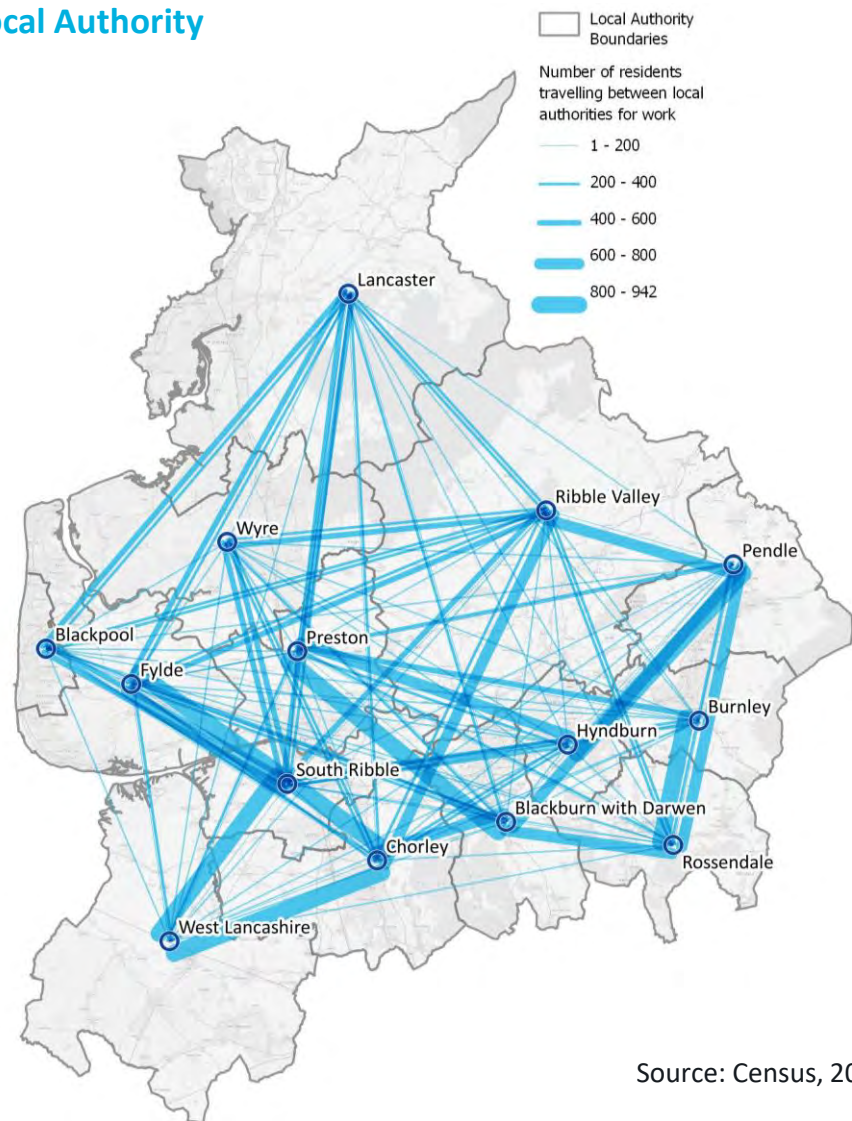 ocal Authority
Local Authority
Boundaries
Number of residents
travelling between local
authorities for work
1 - 200
200 - 400
400 - 600
600 - 800
800 - 942
Lancaster
Ribble Valley
Wyre
Pendle
Blackpool
Preston
Fylde
Burnley
Hyndburn
South Ribble
Blackburn with Darwen
Chorley
Rossendale
West Lancashire
Source: Census, 20